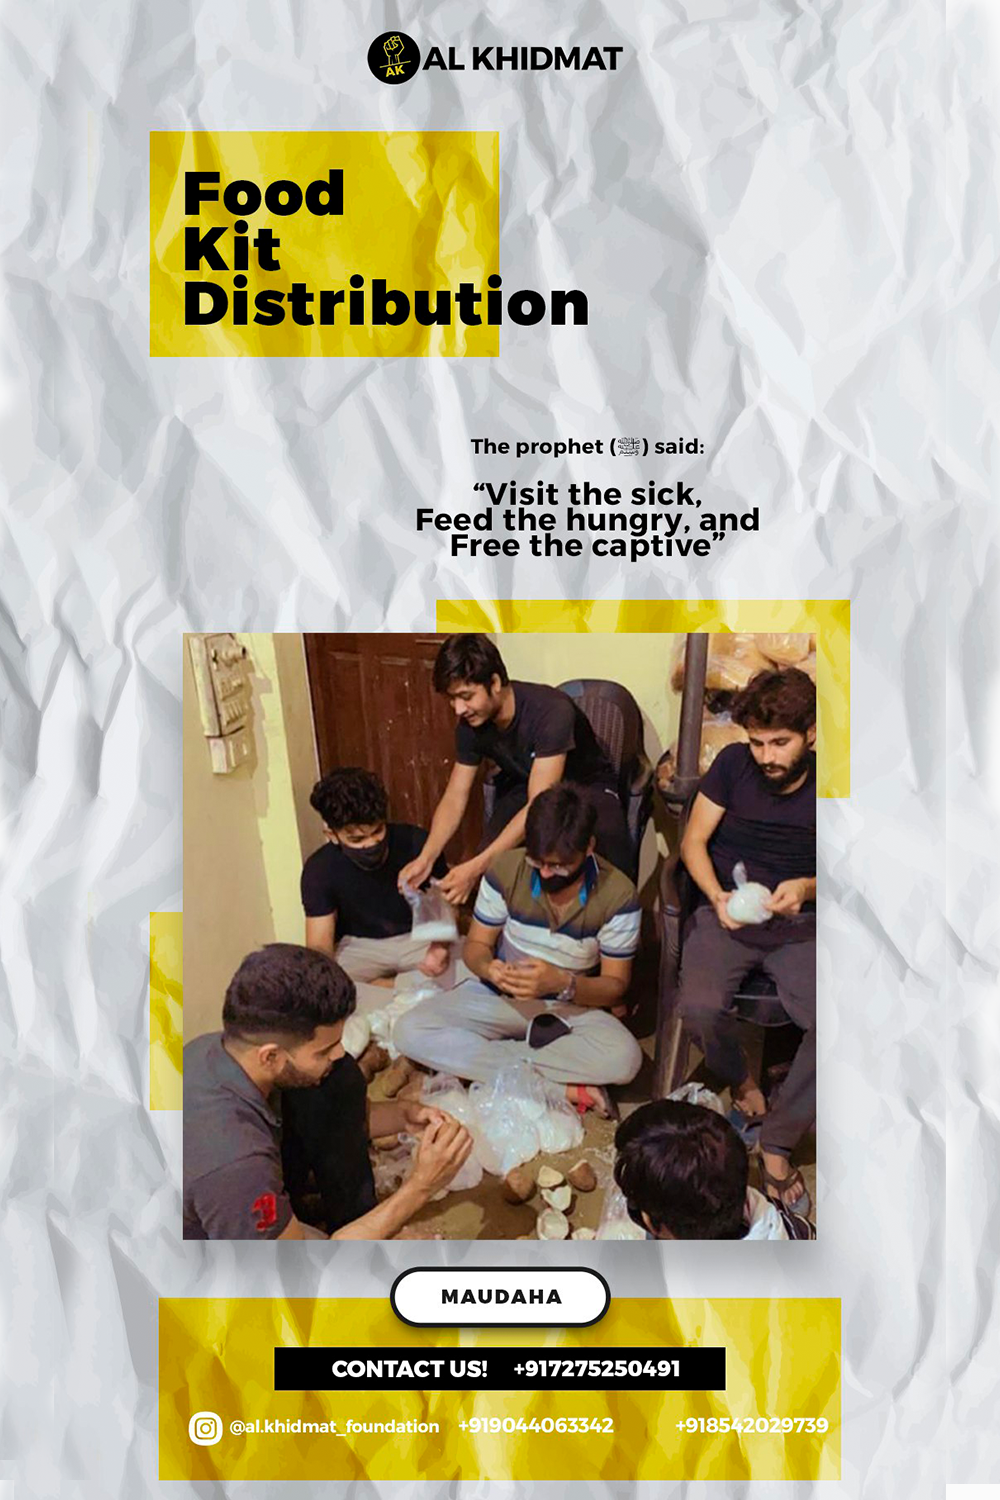 AK
AL KHIDMAT
Food
Kit
Distribution
The prophet (ﷺ) said:
“Visit the sick,
Feed the hungry, and
Free the captive”
MAUDAHA
CONTACT US! +917275250491
@al.khidmat_foundation +919044063342 +918542029739